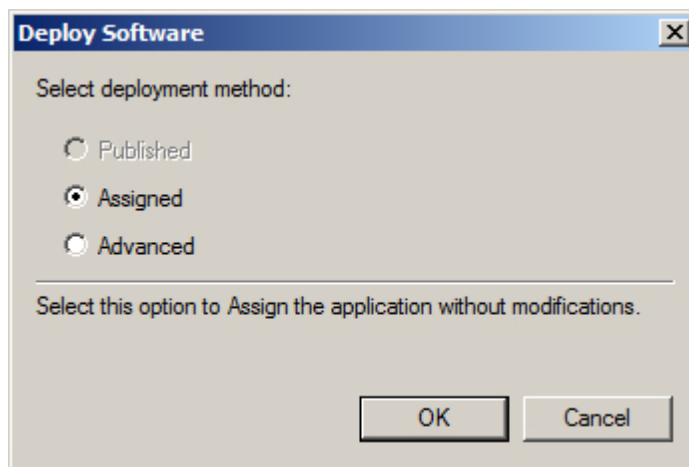 Deploy Software
Select deployment method:
Published
Assigned
Advanced
Select this option to Assign the application without modifications.
OK Cancel